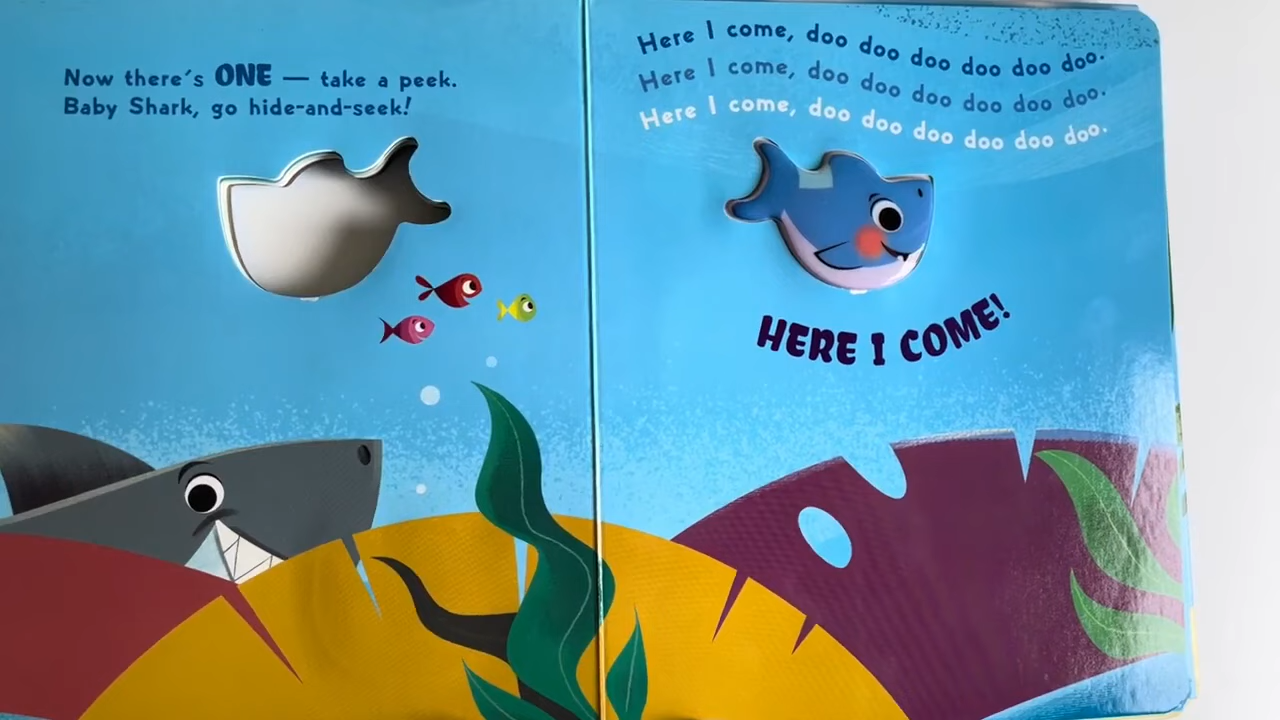 Now there's ONE — take a peek.
Baby Shark, go hide-and-seek!
Here I come, doo doo doo doo doo doo.
Here I come, doo doo doo doo doo doo.
Here I come, doo doo doo doo doo doo.
HERE I COME!